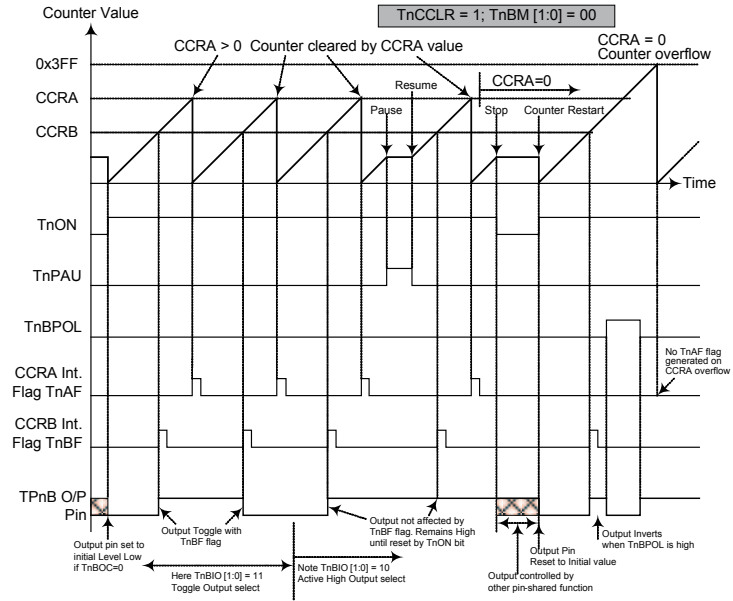 Counter Value
TnCCLR = 1; TnBM [1:0] = 00
CCRA > 0 Counter cleared by CCRA value
CCRA = 0
Counter overflow
0x3FF
CCRA
CCRB
Resume
CCRA=0
Pause
Stop
Counter Restart
Time
TnON
TnPAU
TnBPOL
No TnAF flag
generated on
CCRA overflow
CCRA Int.
Flag TnAF
CCRB Int.
Flag TnBF
TPnB O/P
Pin
Output pin set to
initial Level Low
if TnBOC=0
Output Toggle with
TnBF flag
Here TnBIO [1:0] = 11
Toggle Output select
Note TnBIO [1:0] = 10
Active High Output select
Output not affected by
TnBF flag. Remains High
until reset by TnON bit
Output controlled by
other pin-shared function
Output Pin
Reset to Initial value
Output Inverts
when TnBPOL is high